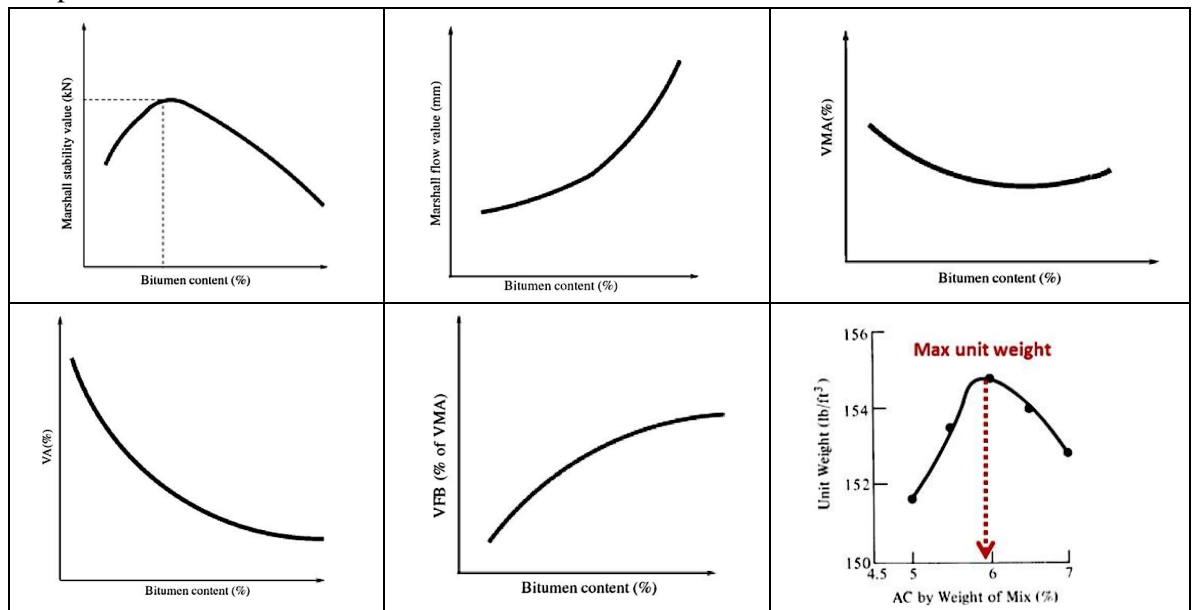 Marshall stability value (kN)
Bitumen content (%)
Marshall flow value (mm)
Bitumen content (%)
VMA(%)
Bitumen content (%)
VA(%)
Bitumen content (%)
VFB (% of VMA)
Bitumen content (%)
Max unit weight
Unit Weight (lb/ft³)
156
154
152
150
4.5 5 6 7
AC by Weight of Mix (%)